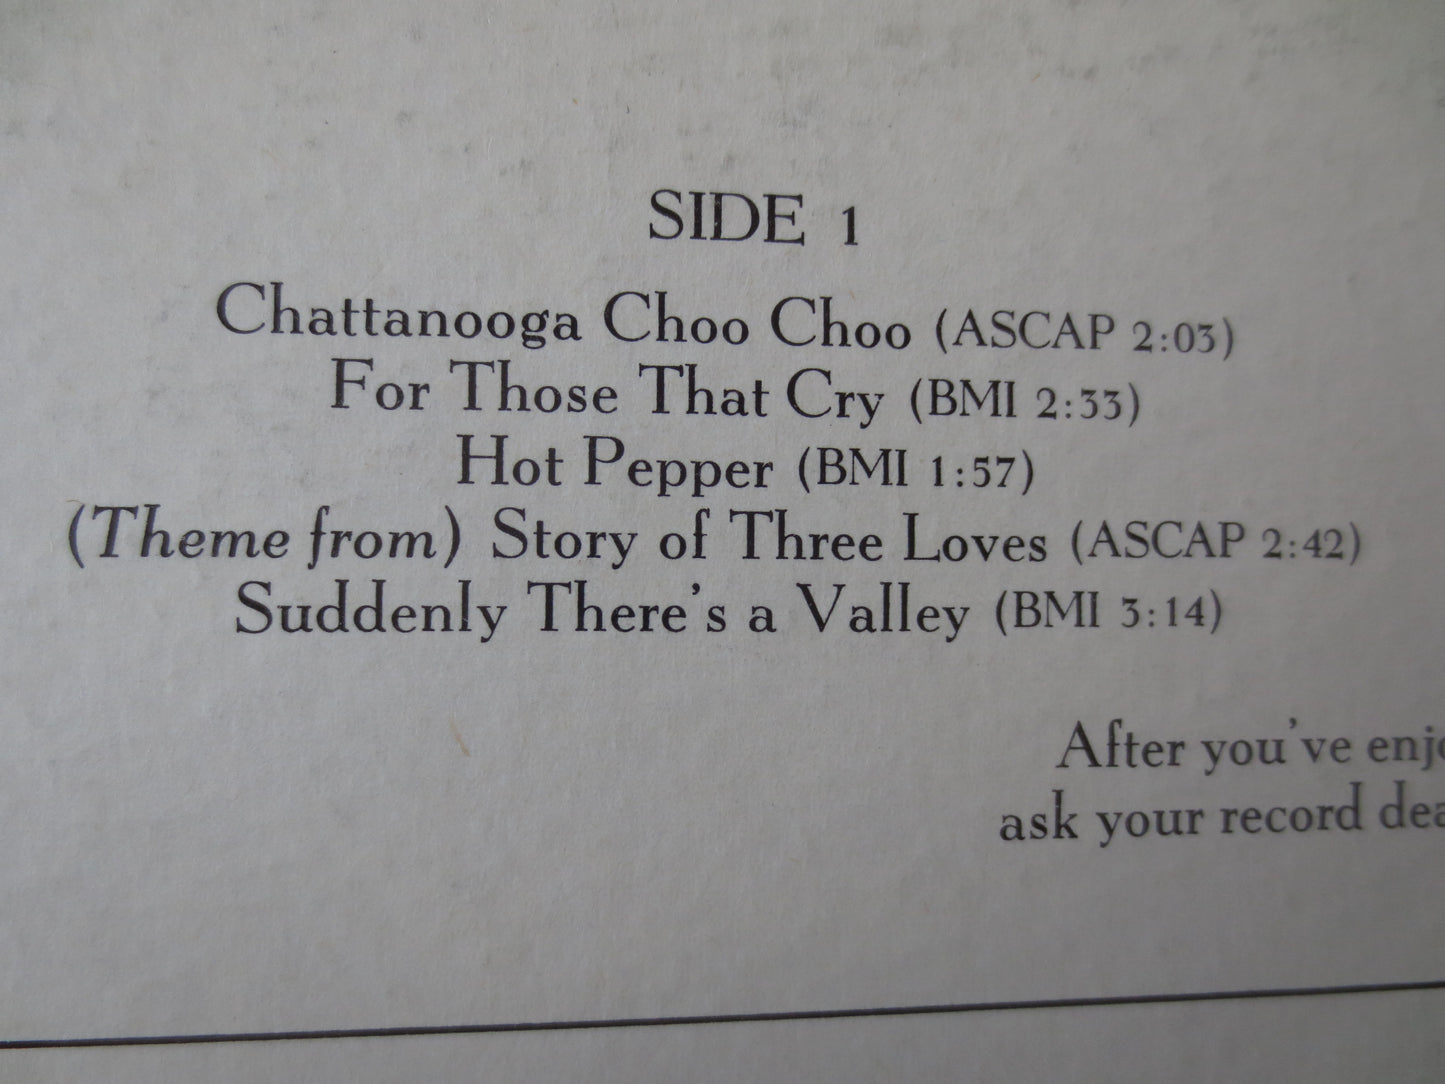 SIDE 1
Chattanooga Choo Choo (ASCAP 2:03)
For Those That Cry (BMI 2:33)
Hot Pepper (BMI 1:57)
(Theme from) Story of Three Loves (ASCAP 2:42)
Suddenly There's a Valley (BMI 3:14)
After you've
ask your record